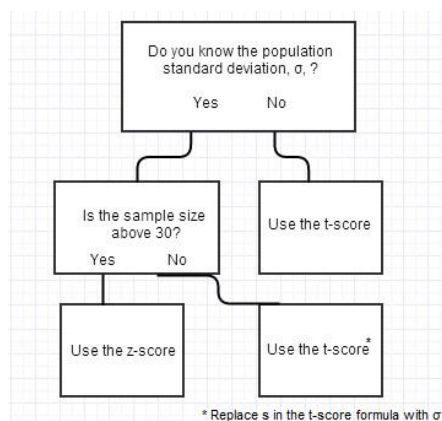 Do you know the population
standard deviation, σ, ?
Yes No
Is the sample size
above 30?
Yes No
Use the t-score
Use the z-score
Use the t-score*
* Replace s in the t-score formula with σ